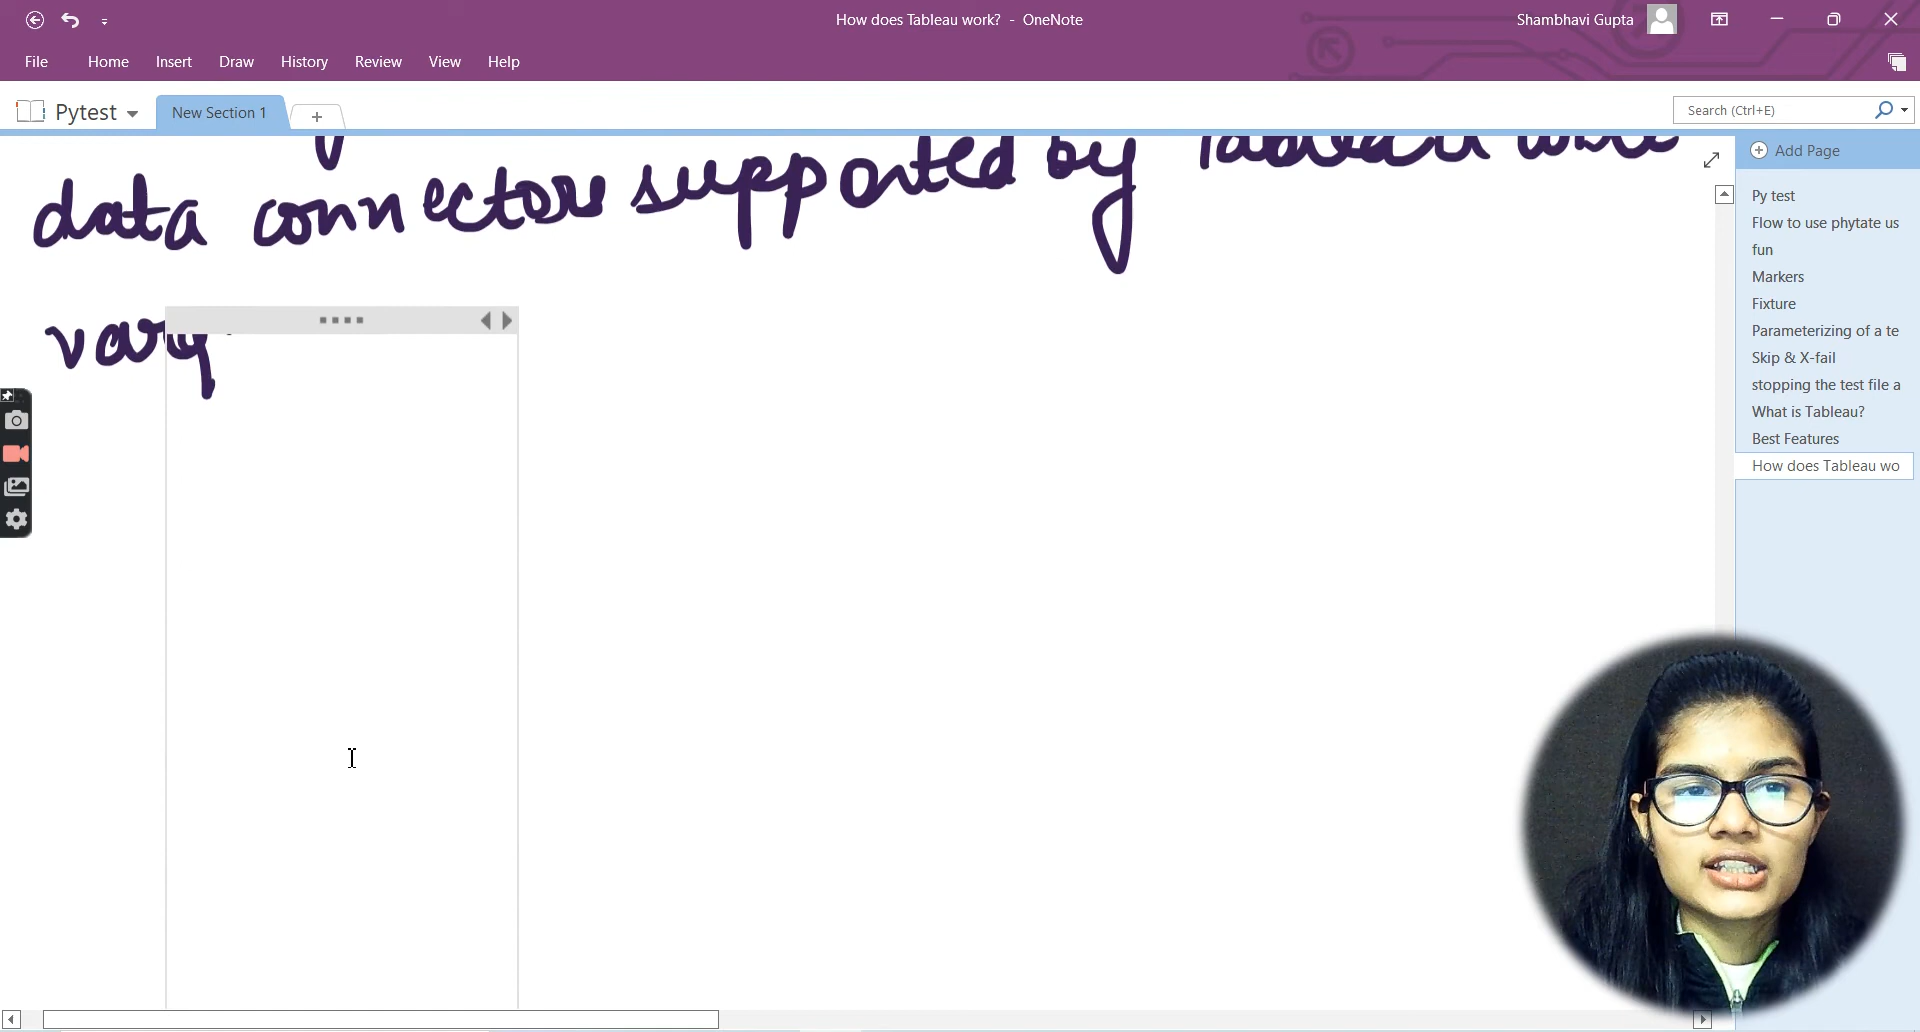 How does Tableau work? - OneNote
Shambhavi Gupta
File Home Insert Draw History Review View Help
Pytest
New Section 1
+
Search (Ctrl+E)
Add Page
supported by Tableau
data connectors
vary
Py test
Flow to use phytate us
fun
Markers
Fixture
Parameterizing of a te
Skip & X-fail
stopping the test file a
What is Tableau?
Best Features
How does Tableau wo